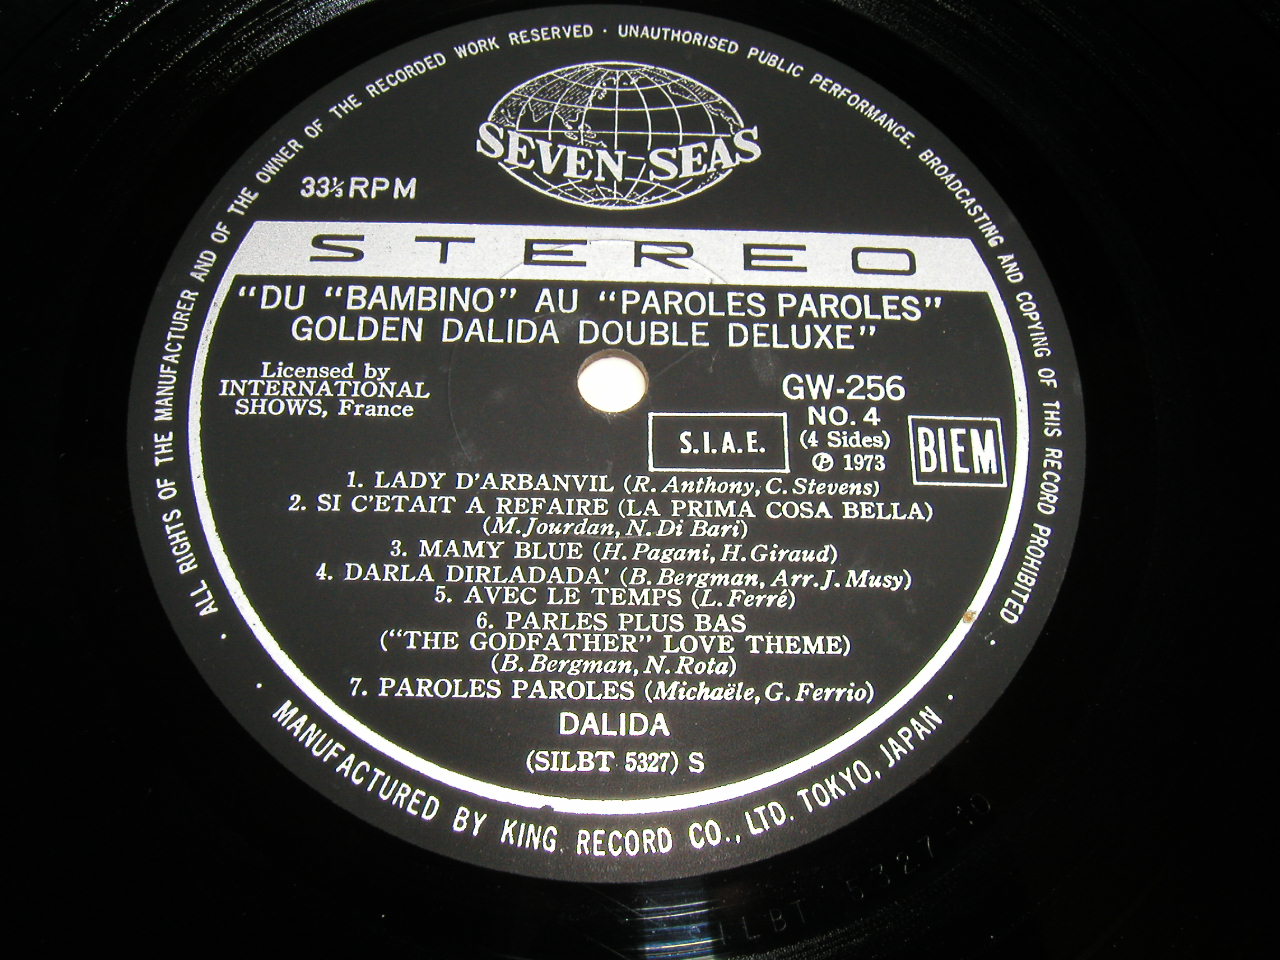 ALL RIGHTS OF THE MANUFACTURER AND OF THE OWNER OF THE RECORDED WORK RESERVED · UNAUTHORISED PUBLIC PERFORMANCE, BROADCASTING AND COPYING OF THIS RECORD PROHIBITED
SEVEN SEAS
33⅓ RPM
STEREO
"DU "BAMBINO" AU "PAROLES PAROLES"
GOLDEN DALIDA DOUBLE DELUXE"
Licensed by
INTERNATIONAL
SHOWS, France
GW-256
NO. 4
(4 Sides)
Ⓟ 1973
S.I.A.E.
BIEM
1. LADY D'ARBANVIL (R. Anthony, C. Stevens)
2. SI C'ETAIT A REFAIRE (LA PRIMA COSA BELLA)
(M. Jourdan, N. Di Bari)
3. MAMY BLUE (H. Pagani, H. Giraud)
4. DARLA DIRLADADA' (B. Bergman, Arr. J. Musy)
5. AVEC LE TEMPS (L. Ferré)
6. PARLES PLUS BAS
("THE GODFATHER" LOVE THEME)
(B. Bergman, N. Rota)
7. PAROLES PAROLES (Michaële, G. Ferrio)
DALIDA
(SILBT 5327) S
· MANUFACTURED BY KING RECORD CO., LTD. TOKYO, JAPAN ·